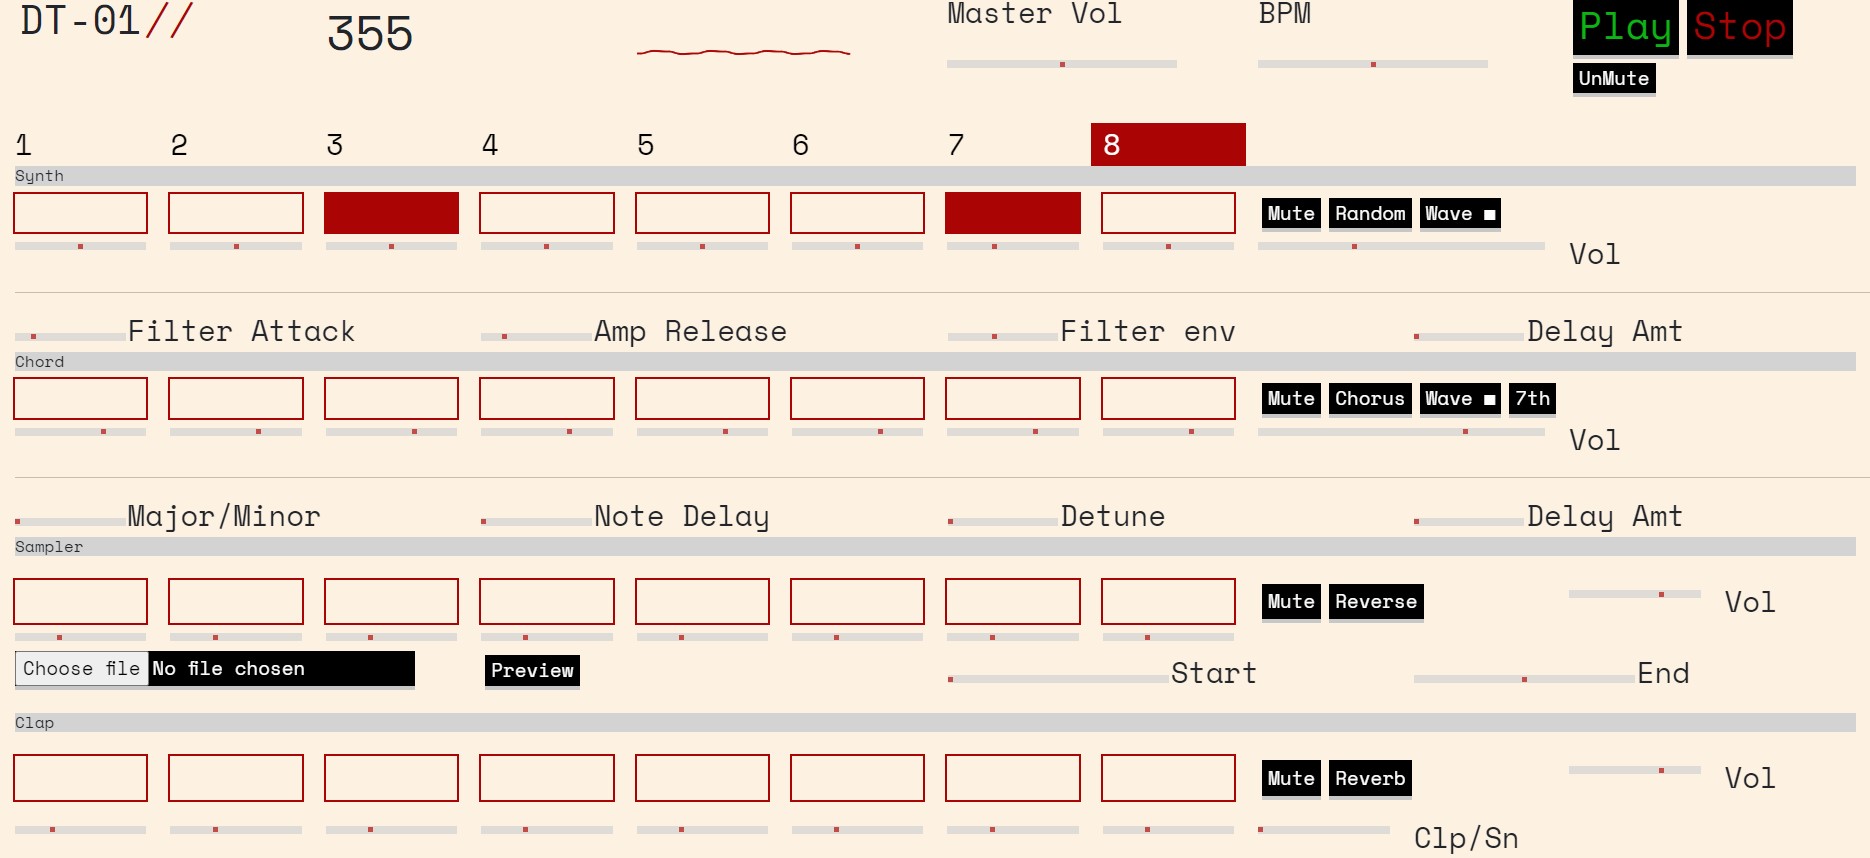 DT-01// 355 Master Vol BPM Play Stop
UnMute
1 2 3 4 5 6 7 8
Synth
Mute Random Wave ■
Vol
Filter Attack Amp Release Filter env Delay Amt
Chord
Mute Chorus Wave ■ 7th
Vol
Major/Minor Note Delay Detune Delay Amt
Sampler
Mute Reverse Vol
Choose file No file chosen Preview Start End
Clap
Mute Reverb Vol
Clp/Sn